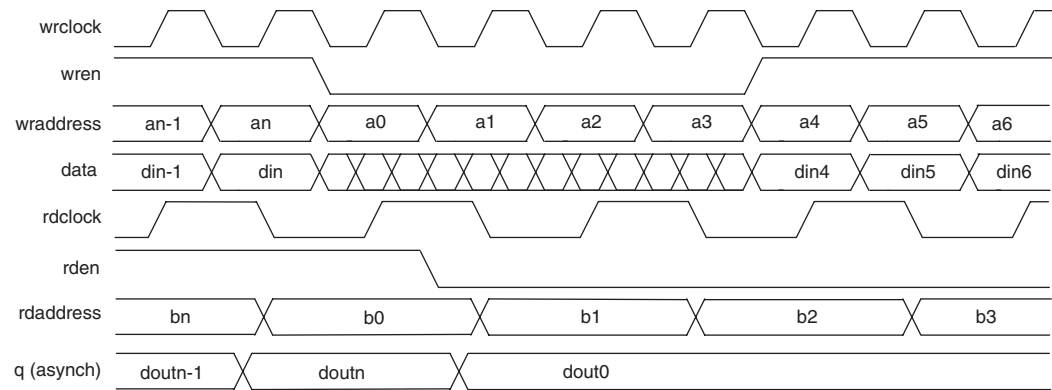 wrclock
wren
wraddress an-1 an a0 a1 a2 a3 a4 a5 a6
data din-1 din din4 din5 din6
rdclock
rden
rdaddress bn b0 b1 b2 b3
q (asynch) doutn-1 doutn dout0